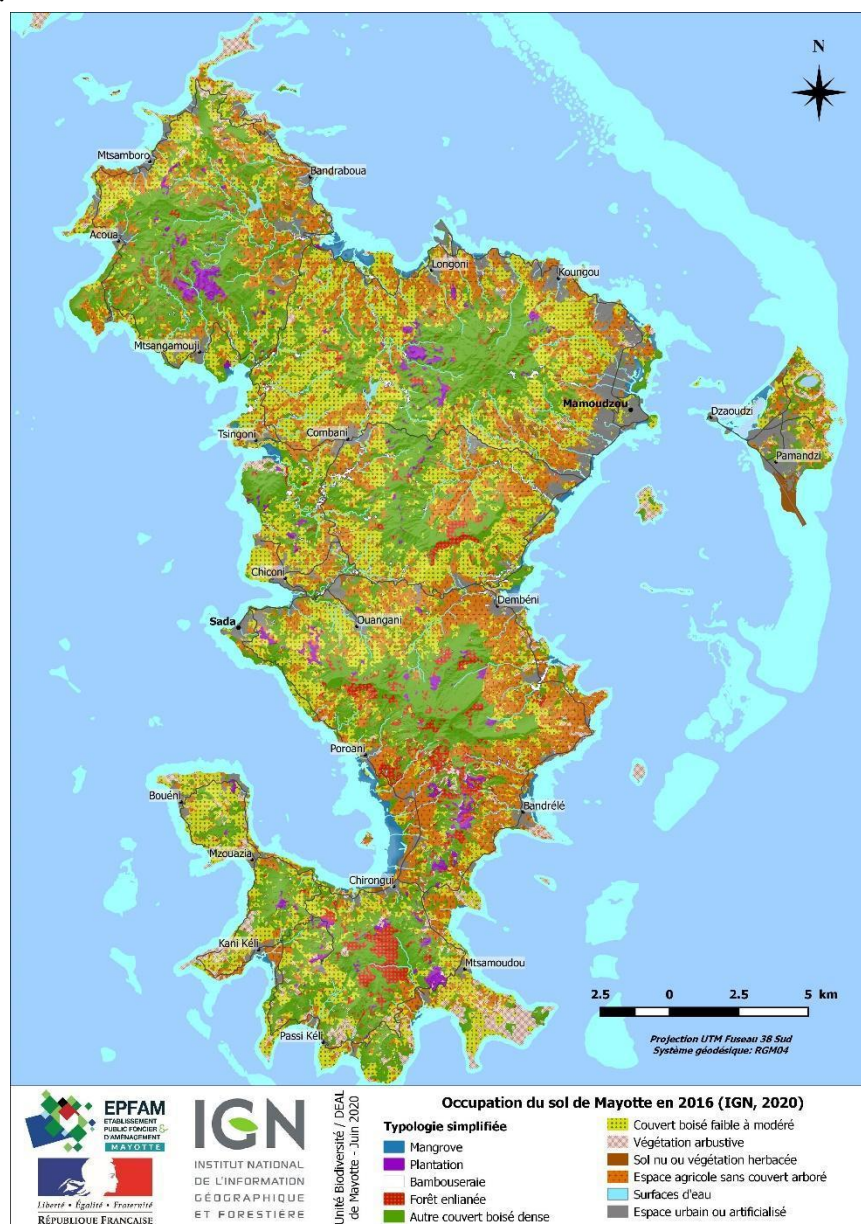 N
Mtsamboro
Bandraboua
Acoua
Longoni
Koungou
Mtsangamouji
Mamoudzou
Dzaoudzi
Tsingoni
Combani
Pamandzi
Chiconi
Dembéni
Sada
Ouangani
Poroani
Bouéni
Bandrélé
Mzouazia
Chirongui
Kani Kéli
Mtsamoudou
Passi Kéli
2.5 0 2.5 5 km
Projection UTM Fuseau 38 Sud
Système géodésique: RGM04
EPFAM
ETABLISSEMENT
PUBLIC FONCIER &
D'AMÉNAGEMENT
MAYOTTE
Liberté • Égalité • Fraternité
RÉPUBLIQUE FRANÇAISE
IGN
INSTITUT NATIONAL
DE L'INFORMATION
GÉOGRAPHIQUE
ET FORESTIÈRE
Unité Biodiversité / DEAL
de Mayotte - Juin 2020
Occupation du sol de Mayotte en 2016 (IGN, 2020)
Typologie simplifiée
Mangrove
Plantation
Bambouseraie
Forêt enlianée
Autre couvert boisé dense
Couvert boisé faible à modéré
Végétation arbustive
Sol nu ou végétation herbacée
Espace agricole sans couvert arboré
Surfaces d'eau
Espace urbain ou artificialisé